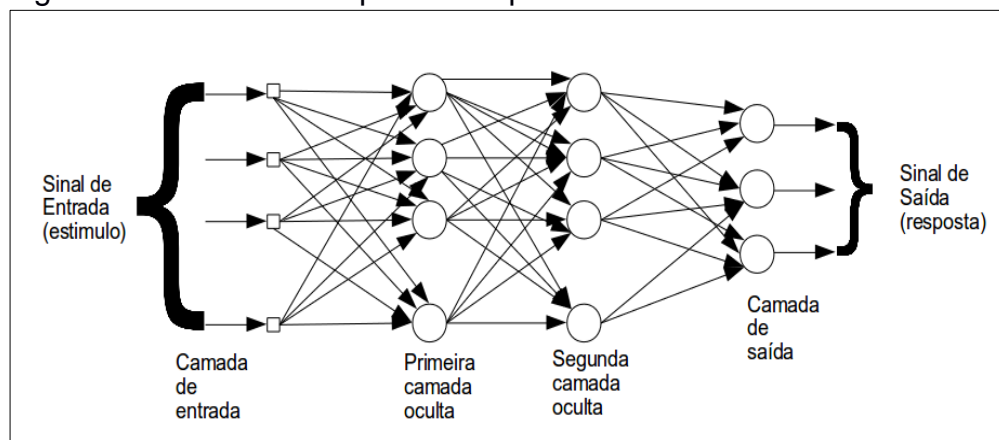 Sinal de
Entrada
(estimulo)
Camada
de
entrada
Primeira
camada
oculta
Segunda
camada
oculta
Camada
de
saída
Sinal de
Saída
(resposta)